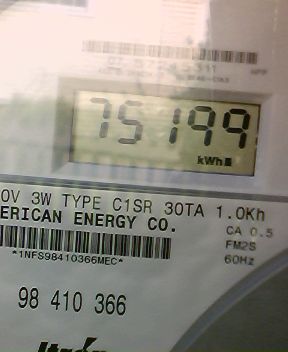 75199
kWh
0V 3W TYPE C1SR 30TA 1.0Kh
ERICAN ENERGY CO.
CA 0.5
FM2S
*1NFS98410366MEC*
60Hz
98 410 366
Itrón